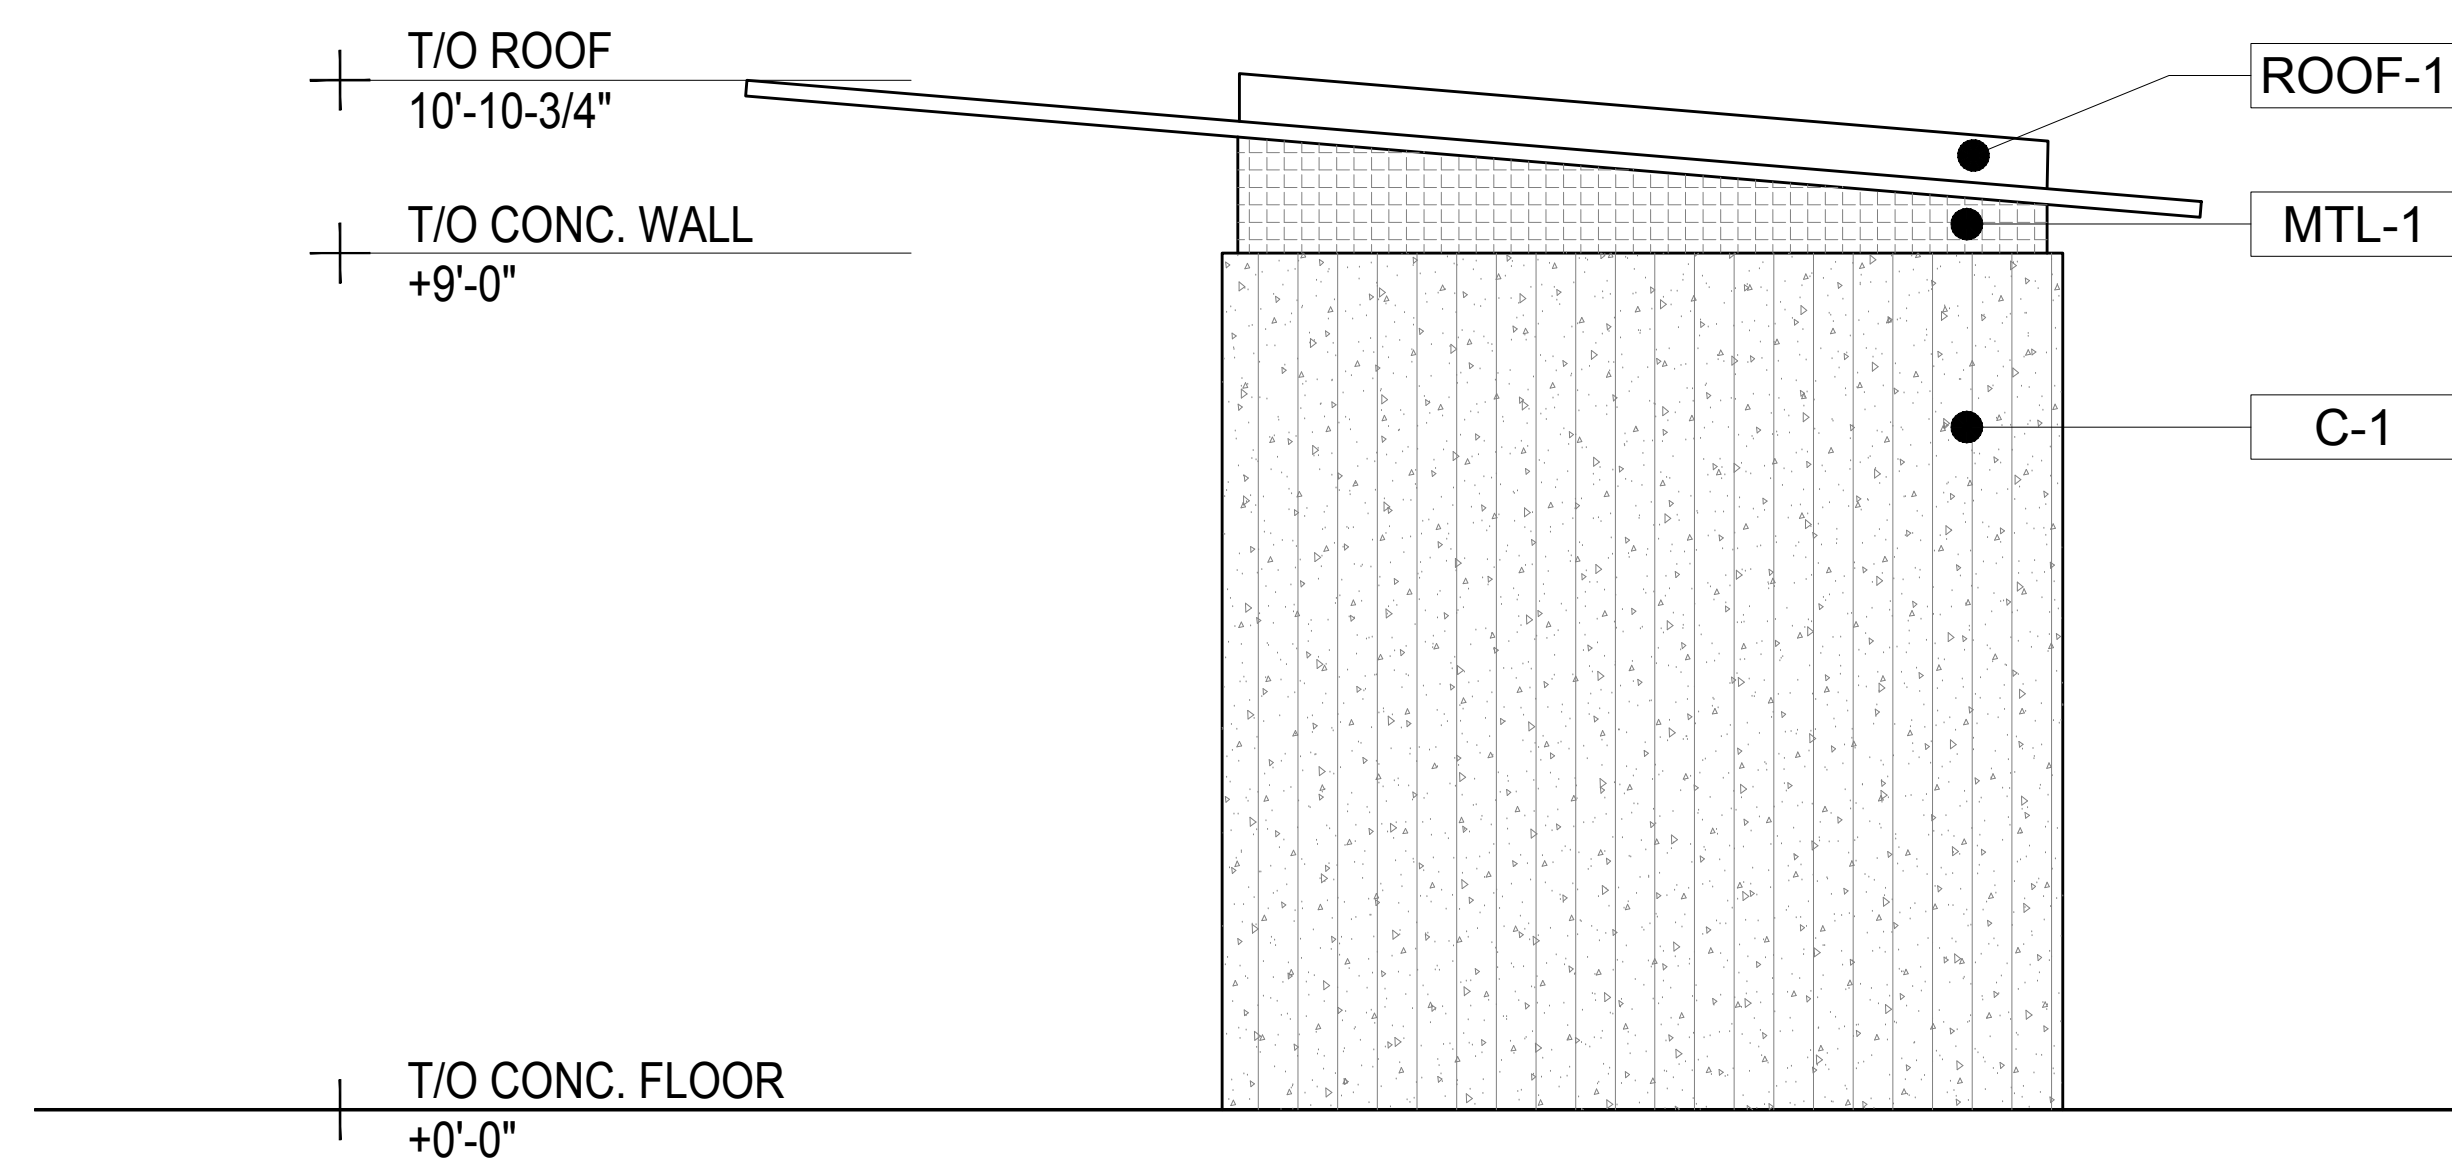 T/O ROOF
10'-10-3/4"
ROOF-1
T/O CONC. WALL
+9'-0"
MTL-1
C-1
T/O CONC. FLOOR
+0'-0"